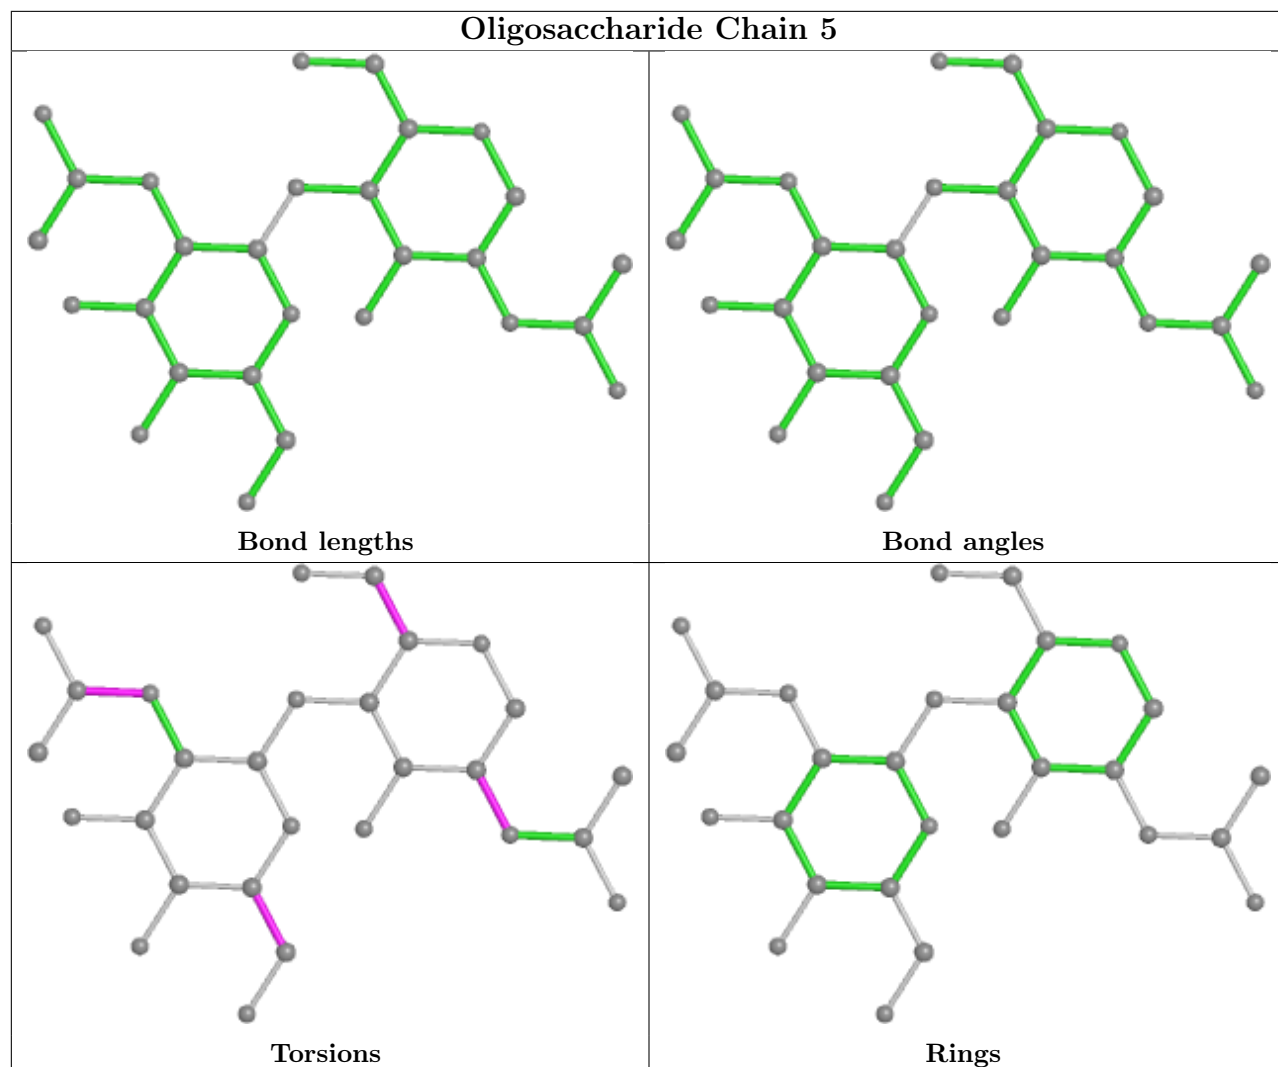 Oligosaccharide Chain 5
Bond lengths
Bond angles
Torsions
Rings